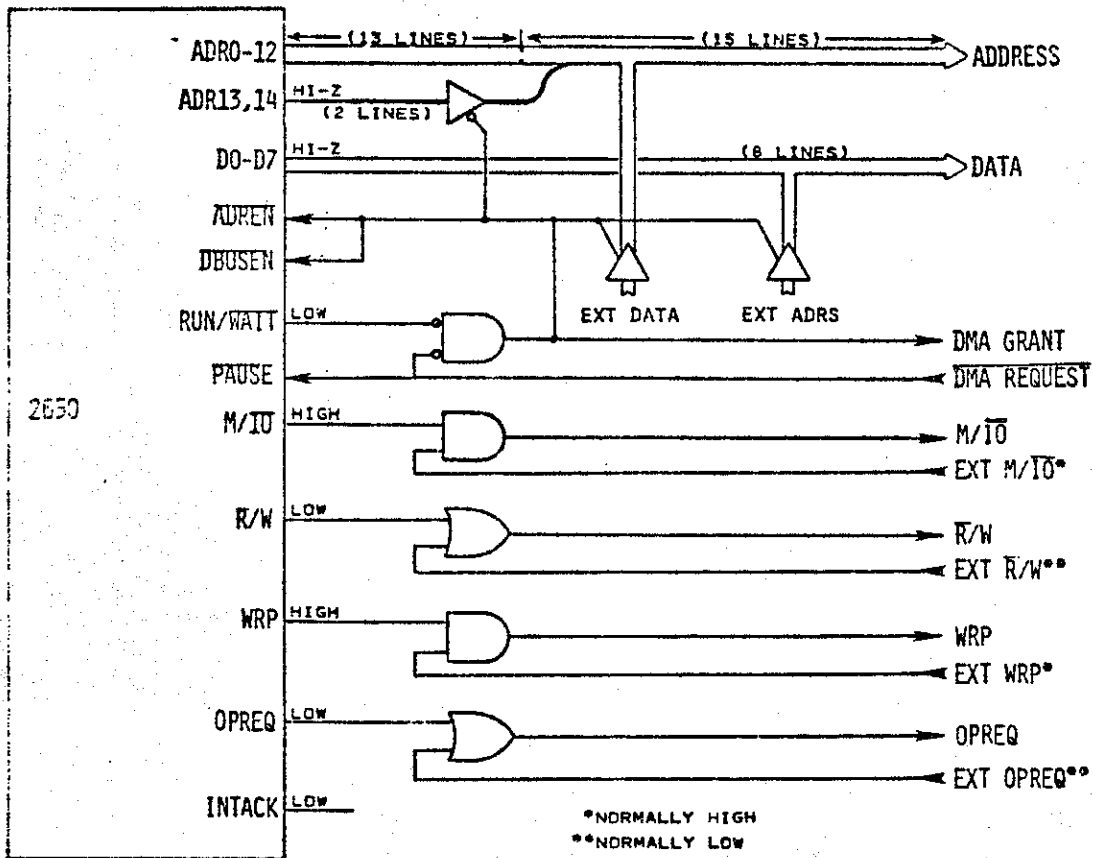 (13 LINES) (15 LINES)
ADR0-12 ADDRESS
ADR13,14 HI-Z
(2 LINES)
D0-D7 HI-Z (8 LINES) DATA
ADREN
DBUSEN
EXT DATA EXT ADRS
RUN/WATT LOW
DMA GRANT
PAUSE DMA REQUEST
2650
M/IO HIGH
M/IO
EXT M/IO*
R/W LOW
R/W
EXT R/W**
WRP HIGH
WRP
EXT WRP*
OPREQ LOW
OPREQ
EXT OPREQ**
INTACK LOW
*NORMALLY HIGH
**NORMALLY LOW